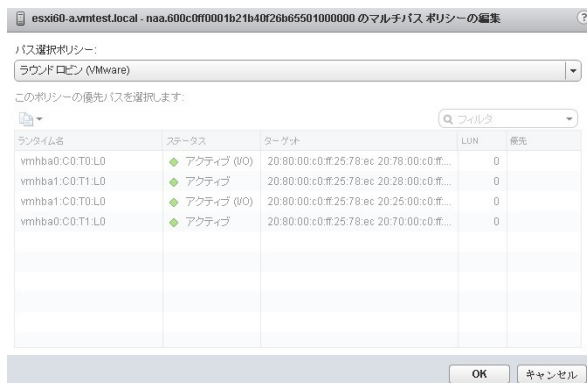 esxi60-a.vmtest.local - naa.600c0ff0001b21b40f26b65501000000 のマルチパス ポリシーの編集 ?
パス選択ポリシー:
ラウンド ロビン (VMware)
このポリシーの優先パスを選択します:
フィルタ
ランタイム名 ステータス ターゲット LUN 優先
vmhba0:C0:T0:L0 アクティブ (I/O) 20:80:00:c0:ff:25:78:ec 20:78:00:c0:ff:... 0
vmhba1:C0:T1:L0 アクティブ 20:80:00:c0:ff:25:78:ec 20:28:00:c0:ff:... 0
vmhba1:C0:T0:L0 アクティブ (I/O) 20:80:00:c0:ff:25:78:ec 20:25:00:c0:ff:... 0
vmhba0:C0:T1:L0 アクティブ 20:80:00:c0:ff:25:78:ec 20:70:00:c0:ff:... 0
OK キャンセル